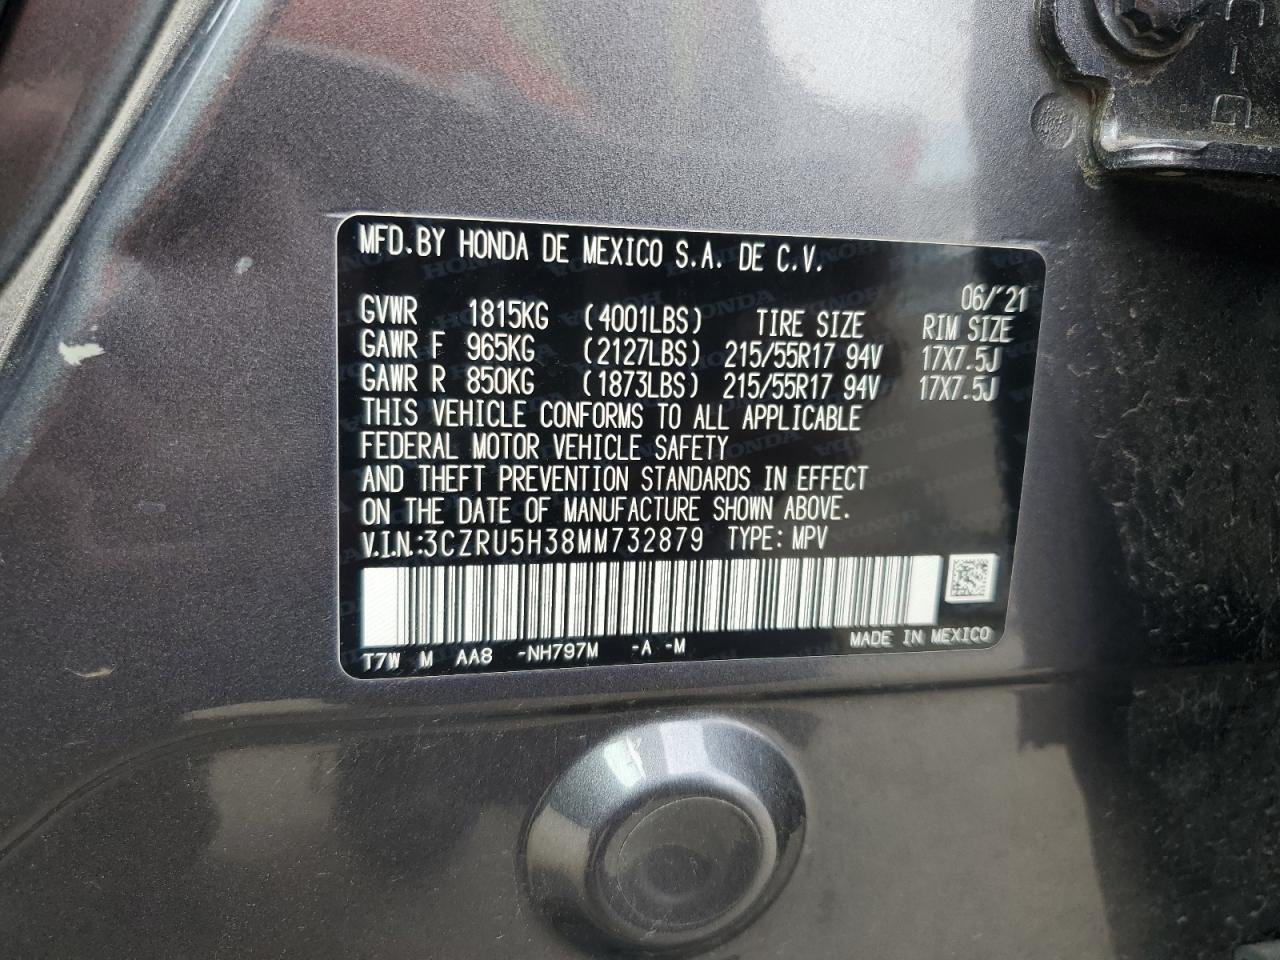 MFD.BY HONDA DE MEXICO S.A. DE C.V.
06/'21
GVWR 1815KG (4001LBS) TIRE SIZE RIM SIZE
GAWR F 965KG (2127LBS) 215/55R17 94V 17X7.5J
GAWR R 850KG (1873LBS) 215/55R17 94V 17X7.5J
THIS VEHICLE CONFORMS TO ALL APPLICABLE
FEDERAL MOTOR VEHICLE SAFETY
AND THEFT PREVENTION STANDARDS IN EFFECT
ON THE DATE OF MANUFACTURE SHOWN ABOVE.
V.I.N.:3CZRU5H38MM732879 TYPE: MPV
MADE IN MEXICO
T7W M AA8 -NH797M -A -M